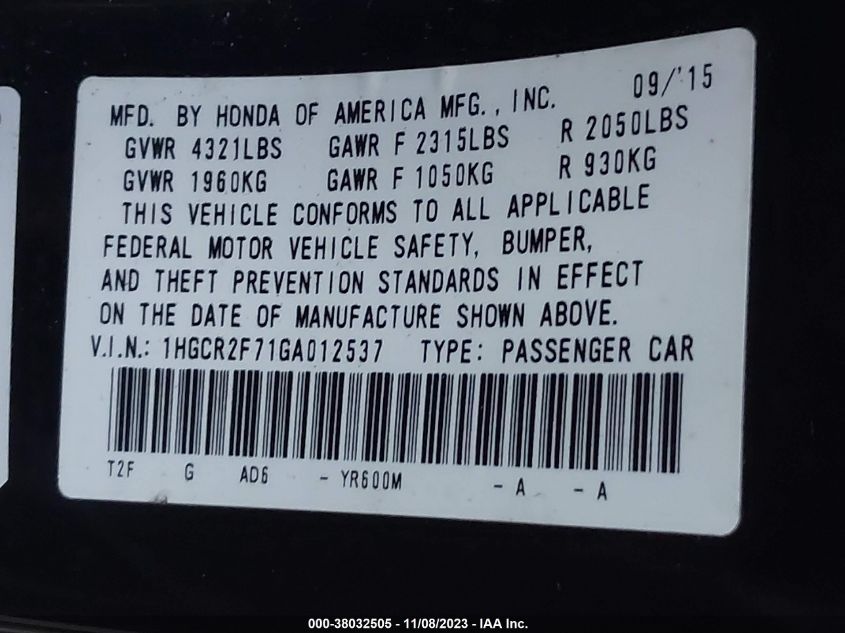 09/'15
MFD. BY HONDA OF AMERICA MFG., INC.
GVWR 4321LBS GAWR F 2315LBS R 2050LBS
GVWR 1960KG GAWR F 1050KG R 930KG
THIS VEHICLE CONFORMS TO ALL APPLICABLE
FEDERAL MOTOR VEHICLE SAFETY, BUMPER,
AND THEFT PREVENTION STANDARDS IN EFFECT
ON THE DATE OF MANUFACTURE SHOWN ABOVE.
V.I.N.: 1HGCR2F71GA012537 TYPE: PASSENGER CAR
T2F G AD6 - YR600M - A - A
000-38032505 - 11/08/2023 - IAA Inc.